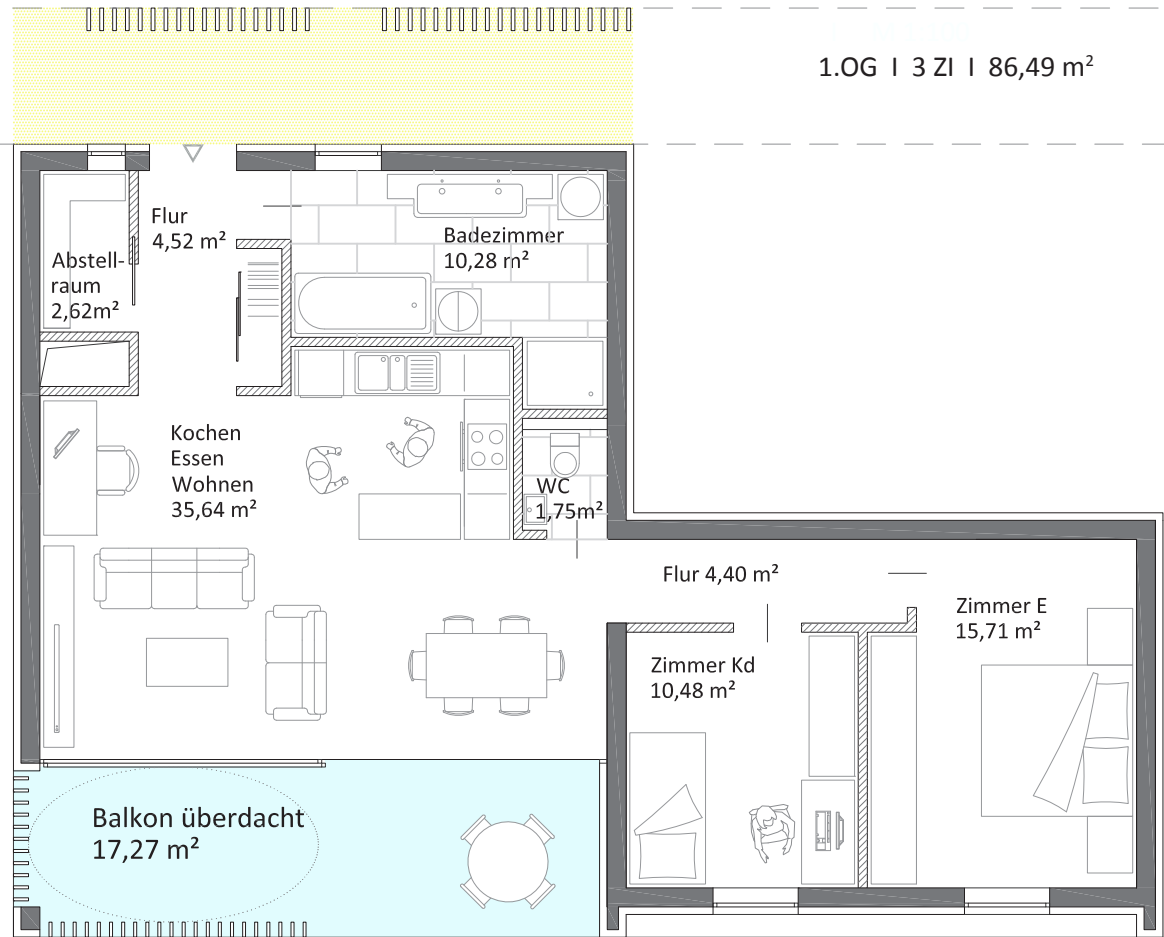 1.OG I 3 ZI I 86,49 m²
Flur
4,52 m²
Badezimmer
10,28 m²
Abstell-
raum
2,62m²
Kochen
Essen
Wohnen
35,64 m²
WC
1,75m²
Flur 4,40 m²
Zimmer E
15,71 m²
Zimmer Kd
10,48 m²
Balkon überdacht
17,27 m²